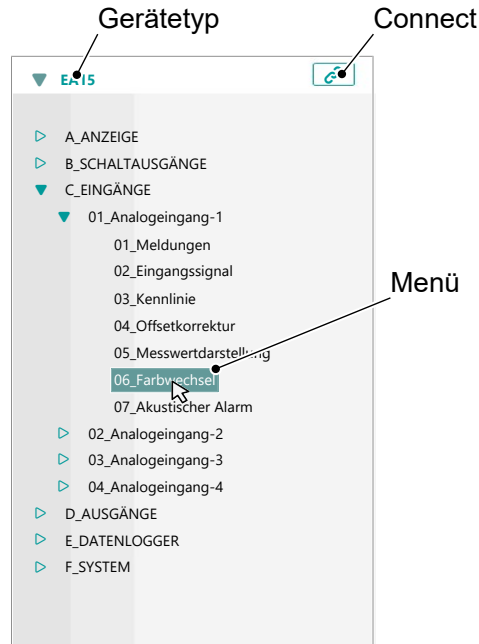 Gerätetyp
Connect
EA15
A_ANZEIGE
B_SCHALTAUSGÄNGE
C_EINGÄNGE
01_Analogeingang-1
01_Meldungen
02_Eingangssignal
03_Kennlinie
Menü
04_Offsetkorrektur
05_Messwertdarstellung
06_Farbwechsel
07_Akustischer Alarm
02_Analogeingang-2
03_Analogeingang-3
04_Analogeingang-4
D_AUSGÄNGE
E_DATENLOGGER
F_SYSTEM